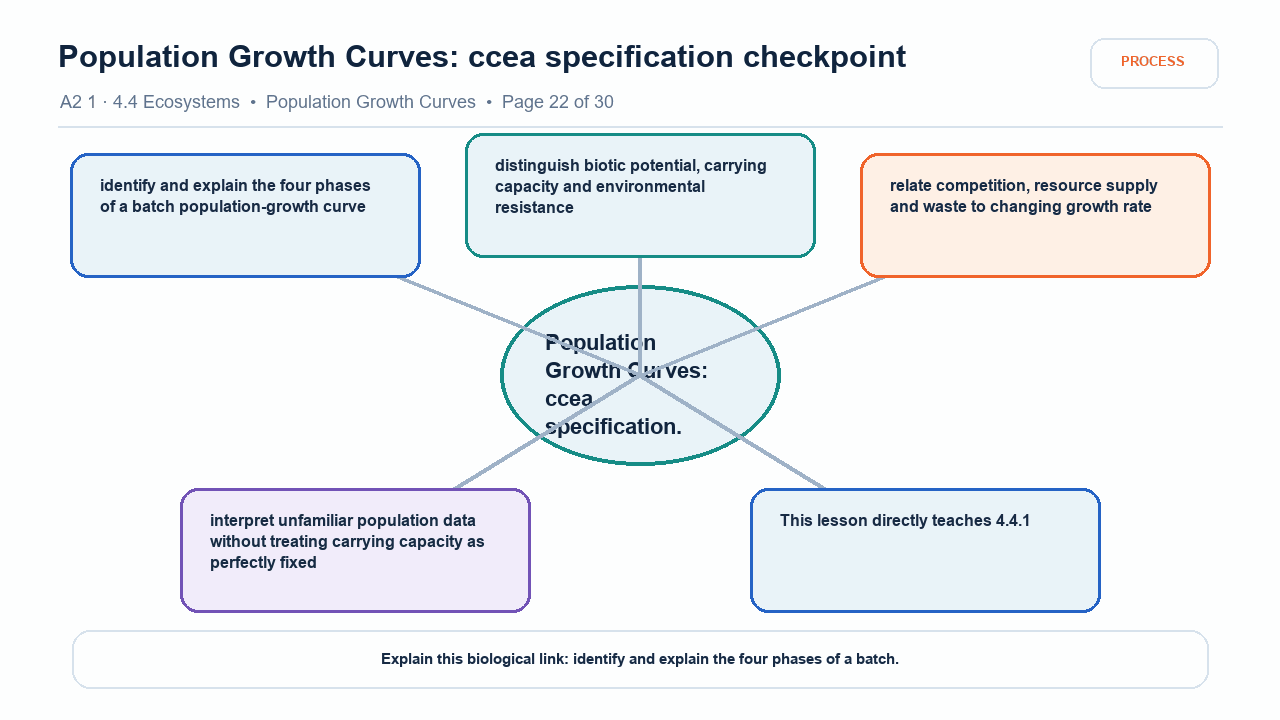 Population Growth Curves: ccea specification checkpoint
PROCESS
A2 1 · 4.4 Ecosystems • Population Growth Curves • Page 22 of 30
identify and explain the four phases
of a batch population-growth curve
distinguish biotic potential, carrying
capacity and environmental
resistance
relate competition, resource supply
and waste to changing growth rate
Population
Growth Curves:
ccea
specification.
interpret unfamiliar population data
without treating carrying capacity as
perfectly fixed
This lesson directly teaches 4.4.1
Explain this biological link: identify and explain the four phases of a batch.